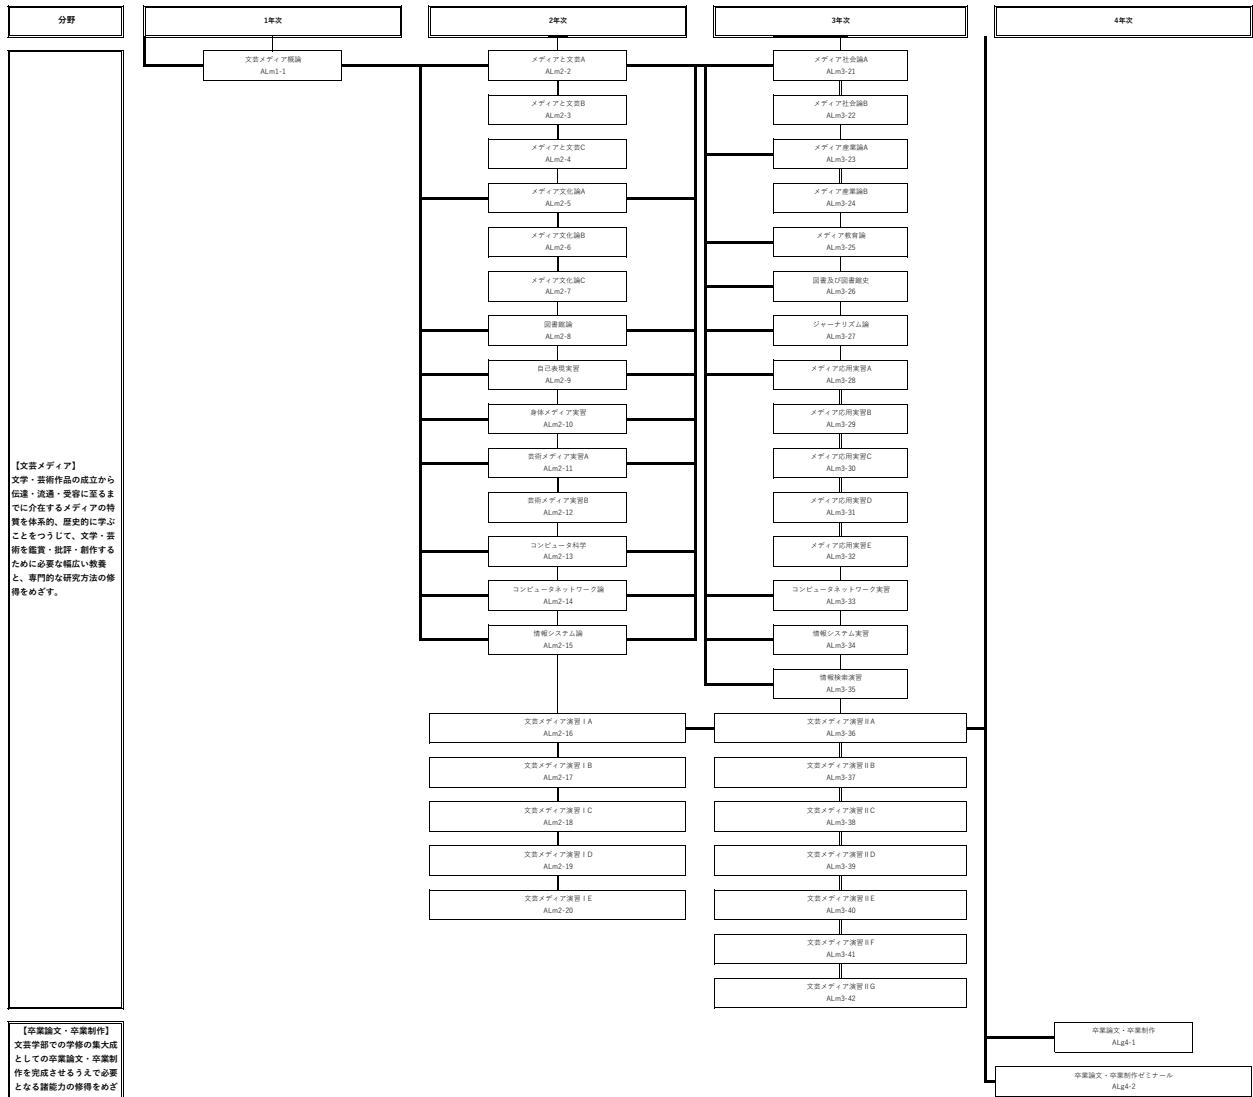 分野
1年次
2年次
3年次
4年次
【文芸メディア】
文学・芸術作品の成立から
伝達・流通・受容に至るま
でに介在するメディアの特
質を体系的、歴史的に学ぶ
ことをつうじて、文学・芸
術を鑑賞・批評・創作する
ために必要な幅広い教養
と、専門的な研究方法の修
得をめざす。
文芸メディア概論
ALm1-1
メディアと文芸A
ALm2-2
メディアと文芸B
ALm2-3
メディアと文芸C
ALm2-4
メディア文化論A
ALm2-5
メディア文化論B
ALm2-6
メディア文化論C
ALm2-7
図書館論
ALm2-8
自己表現実習
ALm2-9
身体メディア実習
ALm2-10
芸術メディア実習A
ALm2-11
芸術メディア実習B
ALm2-12
コンピュータ科学
ALm2-13
コンピュータネットワーク論
ALm2-14
情報システム論
ALm2-15
文芸メディア演習ⅠA
ALm2-16
文芸メディア演習ⅠB
ALm2-17
文芸メディア演習ⅠC
ALm2-18
文芸メディア演習ⅠD
ALm2-19
文芸メディア演習ⅠE
ALm2-20
メディア社会論A
ALm3-21
メディア社会論B
ALm3-22
メディア産業論A
ALm3-23
メディア産業論B
ALm3-24
メディア教育論
ALm3-25
図書及び図書館史
ALm3-26
ジャーナリズム論
ALm3-27
メディア応用実習A
ALm3-28
メディア応用実習B
ALm3-29
メディア応用実習C
ALm3-30
メディア応用実習D
ALm3-31
メディア応用実習E
ALm3-32
コンピュータネットワーク実習
ALm3-33
情報システム実習
ALm3-34
情報検索演習
ALm3-35
文芸メディア演習ⅡA
ALm3-36
文芸メディア演習ⅡB
ALm3-37
文芸メディア演習ⅡC
ALm3-38
文芸メディア演習ⅡD
ALm3-39
文芸メディア演習ⅡE
ALm3-40
文芸メディア演習ⅡF
ALm3-41
文芸メディア演習ⅡG
ALm3-42
【卒業論文・卒業制作】
文芸学部での学修の集大成
としての卒業論文・卒業制
作を完成させるうえで必要
となる諸能力の修得をめざ
卒業論文・卒業制作
ALg4-1
卒業論文・卒業制作ゼミナール
ALg4-2